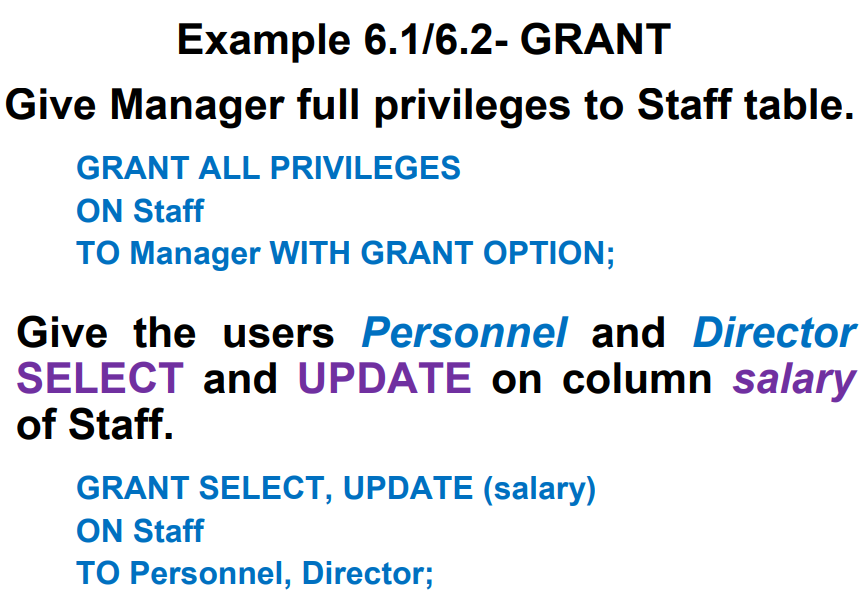 Example 6.1/6.2- GRANT
Give Manager full privileges to Staff table.
GRANT ALL PRIVILEGES
ON Staff
TO Manager WITH GRANT OPTION;
Give the users Personnel and Director
SELECT and UPDATE on column salary
of Staff.
GRANT SELECT, UPDATE (salary)
ON Staff
TO Personnel, Director;